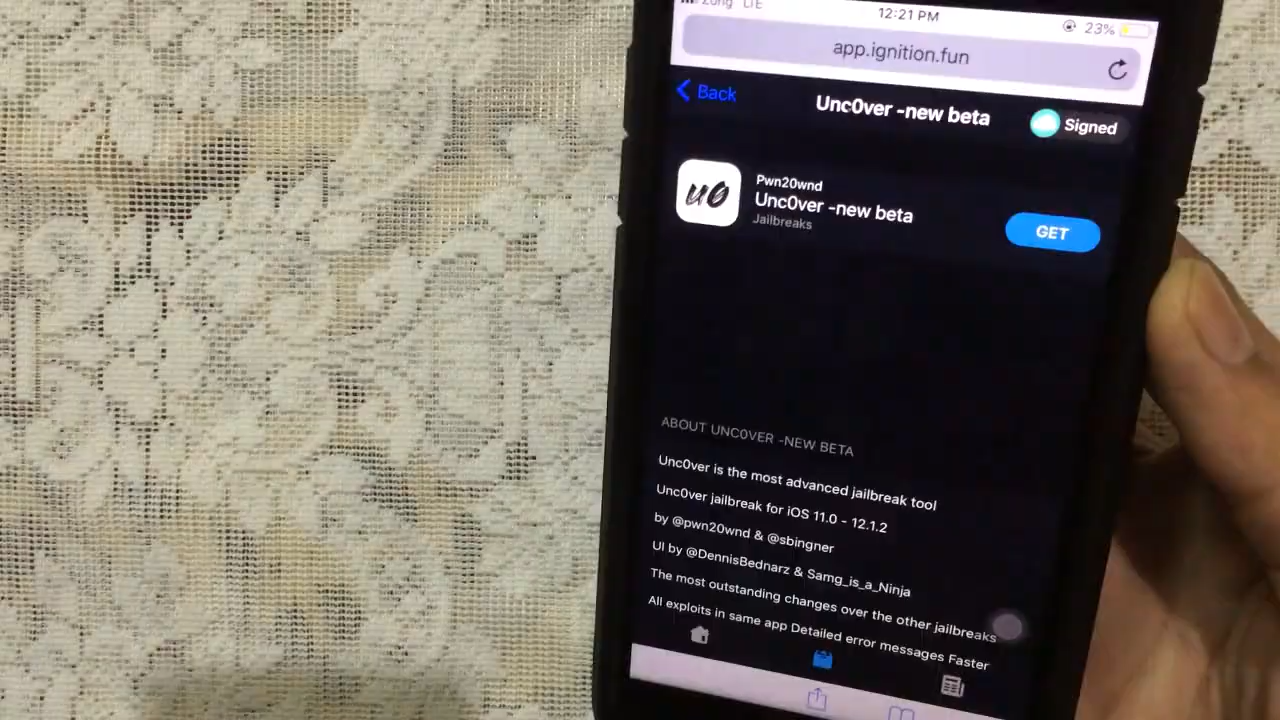 Zong LTE 12:21 PM 23%
app.ignition.fun
Back Unc0ver -new beta Signed
u0
Pwn20wnd
Unc0ver -new beta
Jailbreaks
GET
ABOUT UNC0VER -NEW BETA
Unc0ver is the most advanced jailbreak tool
Unc0ver jailbreak for iOS 11.0 - 12.1.2
by @pwn20wnd & @sbingner
UI by @DennisBednarz & Samg_is_a_Ninja
The most outstanding changes over the other jailbreaks
All exploits in same app Detailed error messages Faster